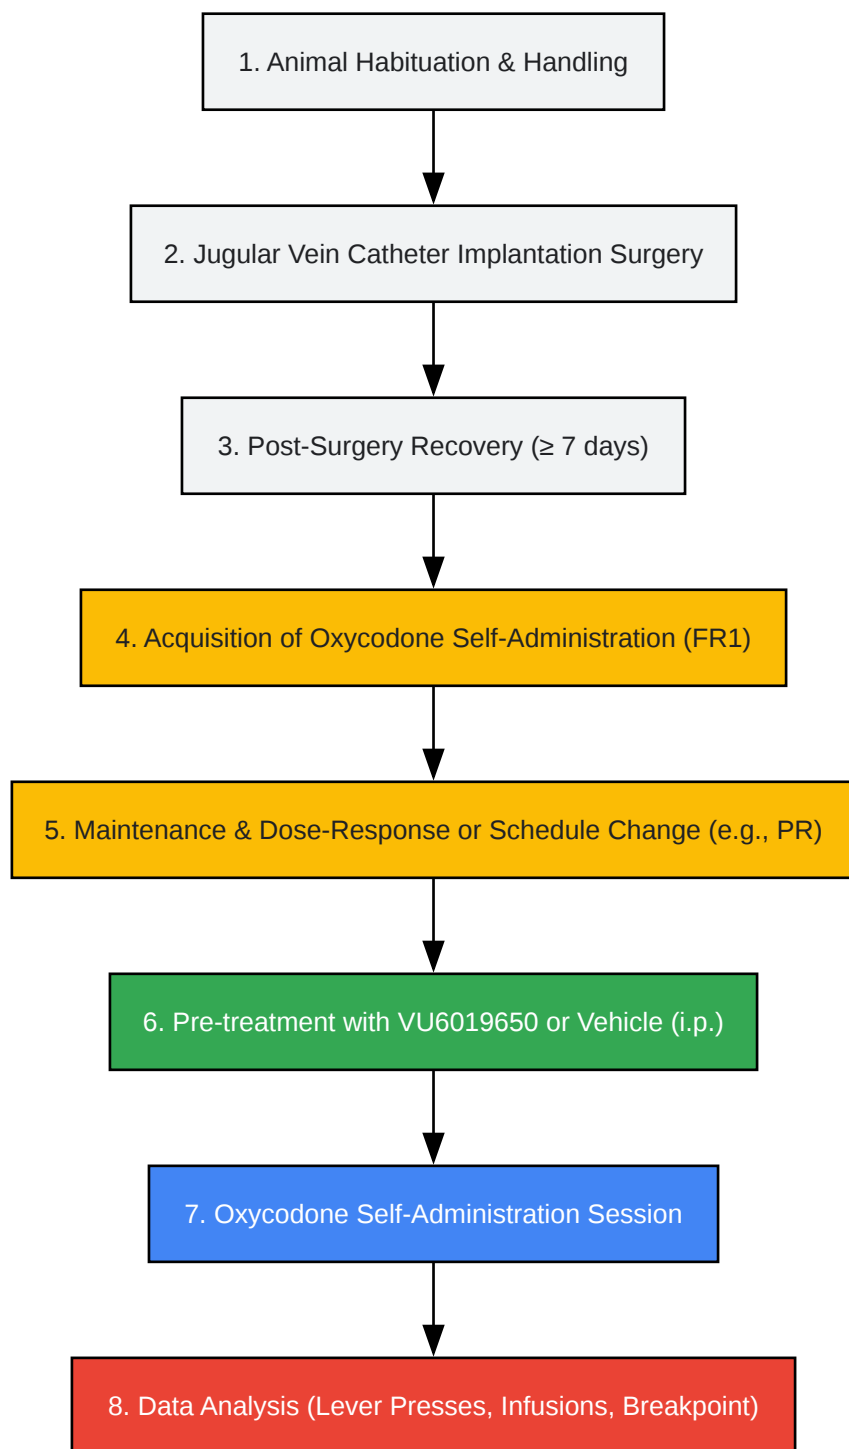 1. Animal Habituation & Handling
2. Jugular Vein Catheter Implantation Surgery
3. Post-Surgery Recovery (≥ 7 days)
4. Acquisition of Oxycodone Self-Administration (FR1)
5. Maintenance & Dose-Response or Schedule Change (e.g., PR)
6. Pre-treatment with VU6019650 or Vehicle (i.p.)
7. Oxycodone Self-Administration Session
8. Data Analysis (Lever Presses, Infusions, Breakpoint)